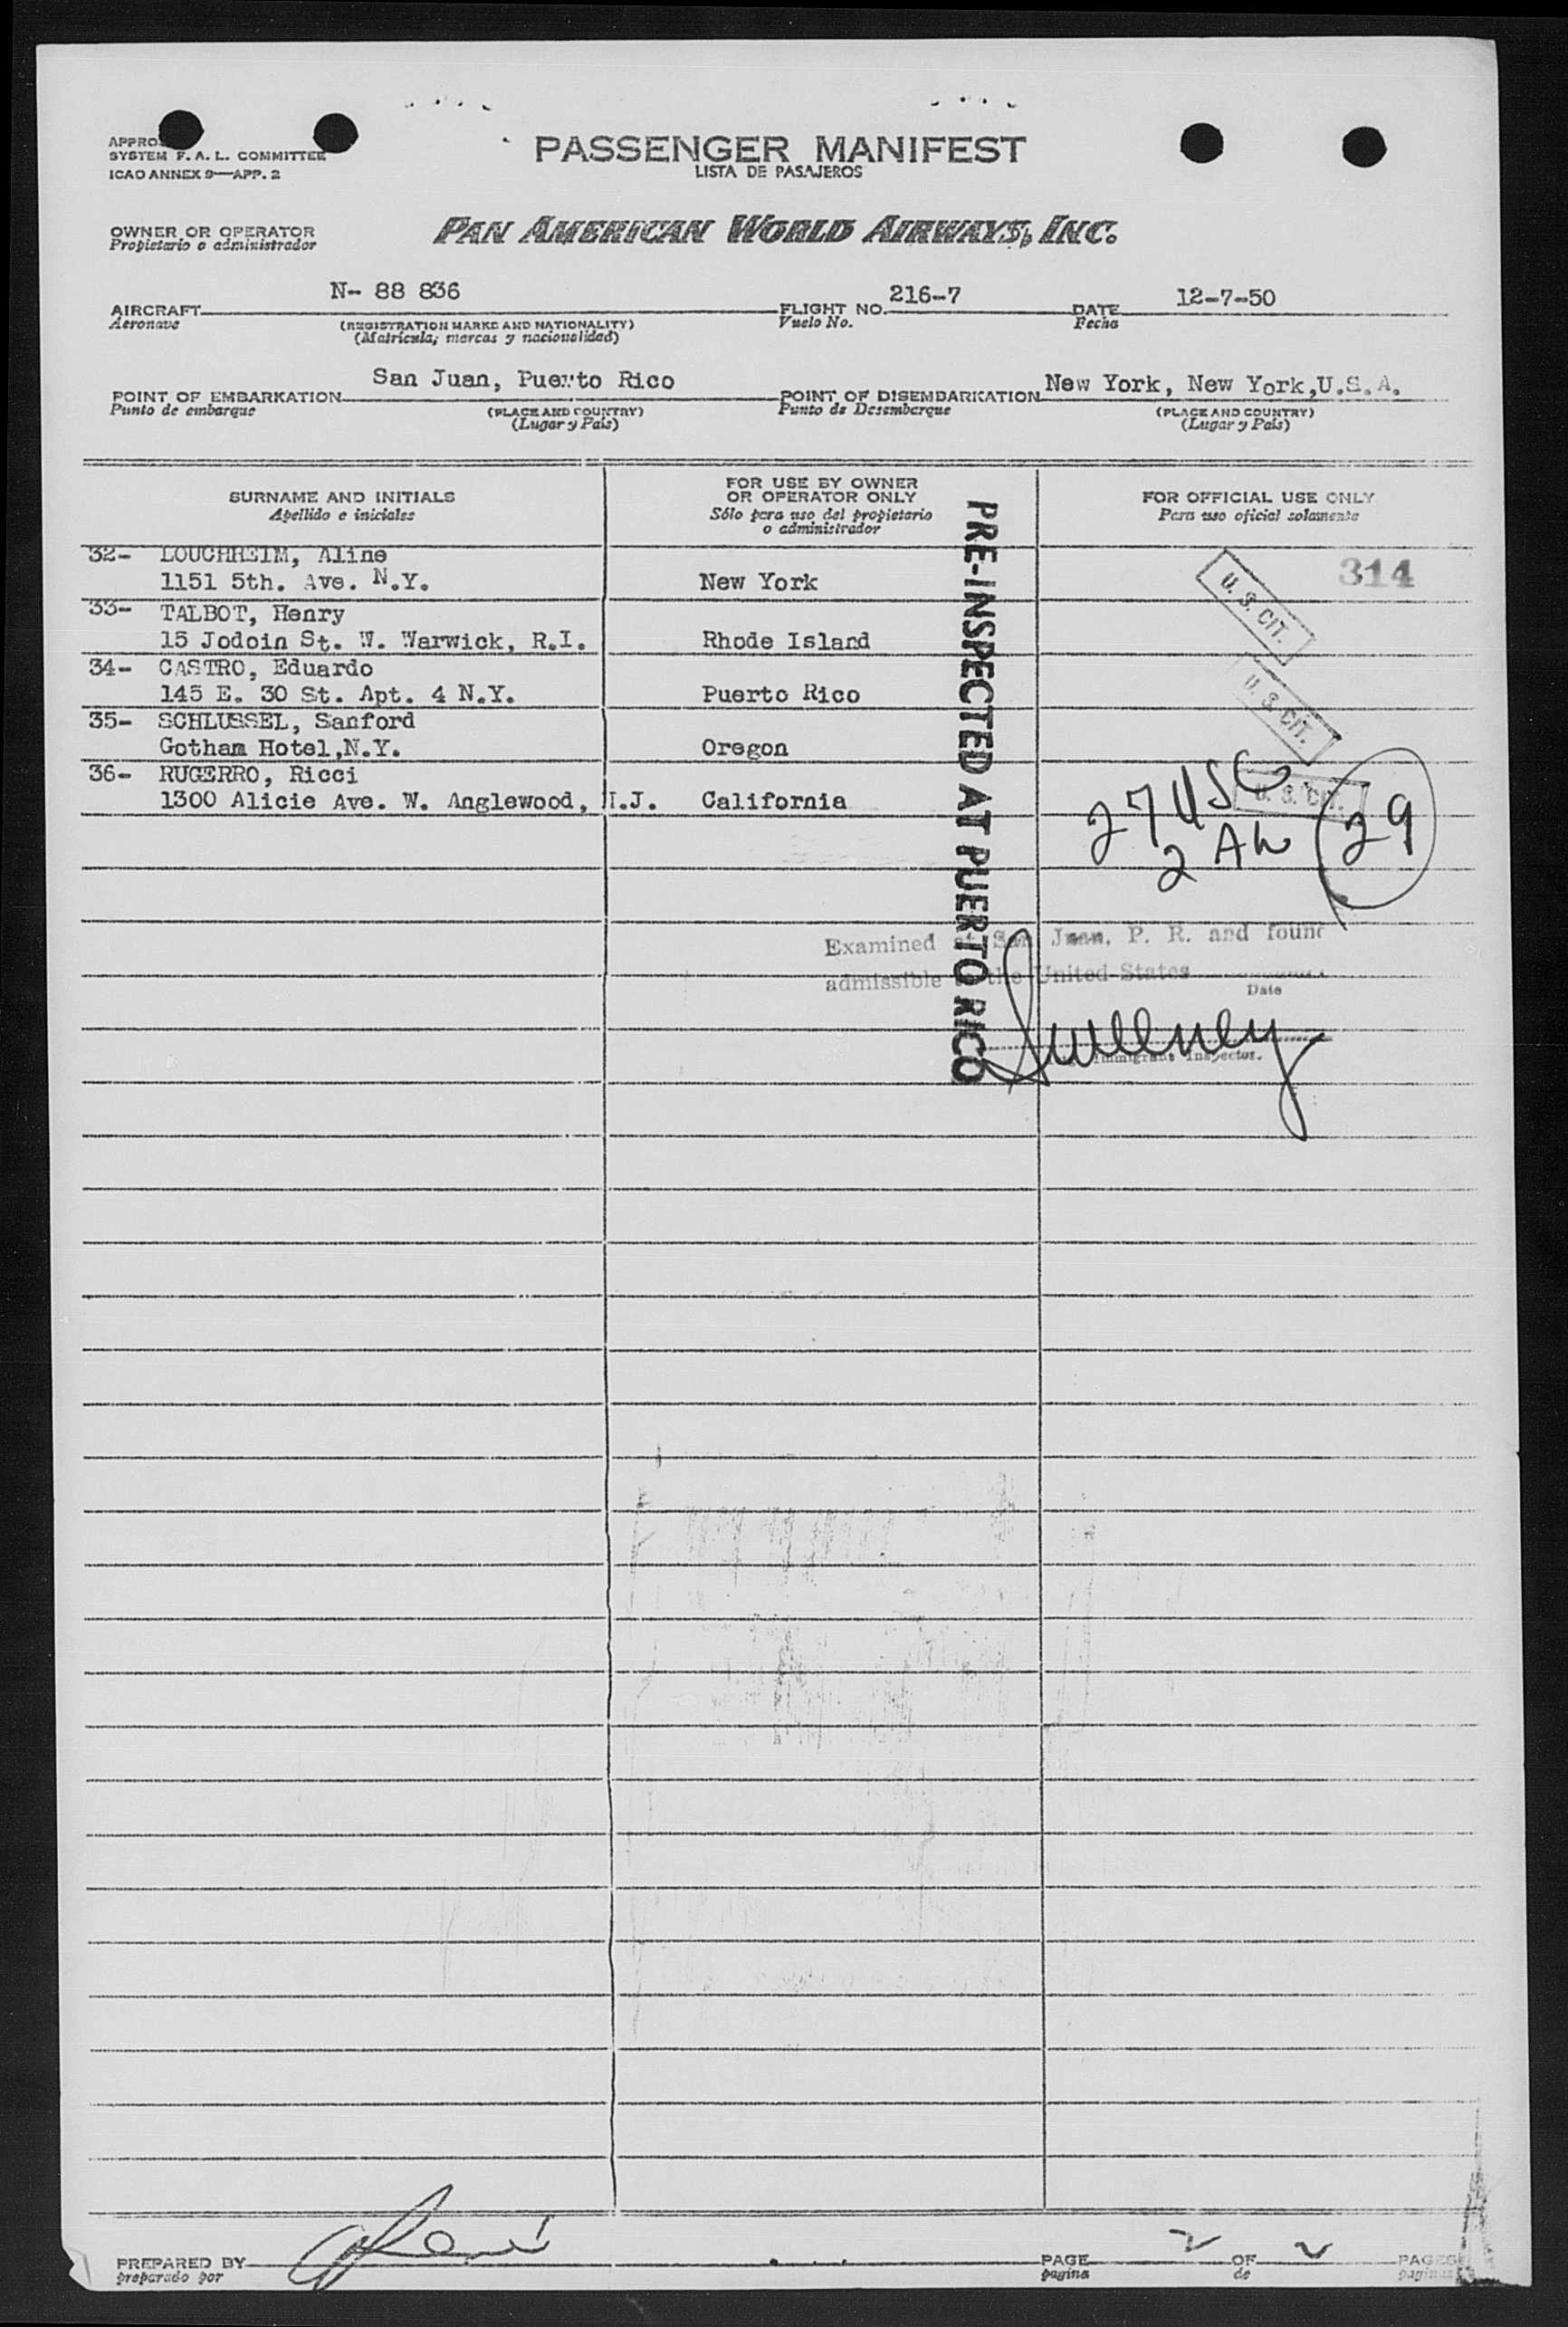 PASSENGER MANIFEST
LISTA DE PASAJEROS
SYSTEM F. A. L. COMMITTEE
ICAO ANNEX 9—APP. 2
OWNER OR OPERATOR
Propietario o administrador
PAN AMERICAN WORLD AIRWAYS, INC.
AIRCRAFT N- 88 836 FLIGHT NO. 216-7 DATE 12-7-50
Aeronave (REGISTRATION MARKS AND NATIONALITY) Vuelo No. Fecha
(Matrícula; marcas y nacionalidad)
POINT OF EMBARKATION San Juan, Puerto Rico POINT OF DISEMBARKATION New York, New York,U.S.A.
Punto de embarque (PLACE AND COUNTRY) Punto de Desembarque (PLACE AND COUNTRY)
(Lugar y País) (Lugar y País)
SURNAME AND INITIALS
Apellido e iniciales
FOR USE BY OWNER
OR OPERATOR ONLY
Sólo para uso del propietario
o administrador
FOR OFFICIAL USE ONLY
Para uso oficial solamente
32- LOUCHHEIM, Aline
1151 5th. Ave. N.Y. New York
314
33- TALBOT, Henry
15 Jodoin St. W. Warwick, R.I. Rhode Island
34- CASTRO, Eduardo
145 E. 30 St. Apt. 4 N.Y. Puerto Rico
35- SCHLUSSEL, Sanford
Gotham Hotel,N.Y. Oregon
36- RUGERRO, Ricci
1300 Alicie Ave. W. Anglewood, I.J. California
PRE-INSPECTED AT PUERTO RICO
U. S. CIT.
U. S. CIT.
U. S. CIT.
27 USC
2 AL
29
Examined at San Juan, P. R. and found
admissible to the United States
Date
Sweeney
Immigrant Inspector.
PREPARED BY
preparado por
PAGE 2 OF 2 PAGES
pagina de paginas